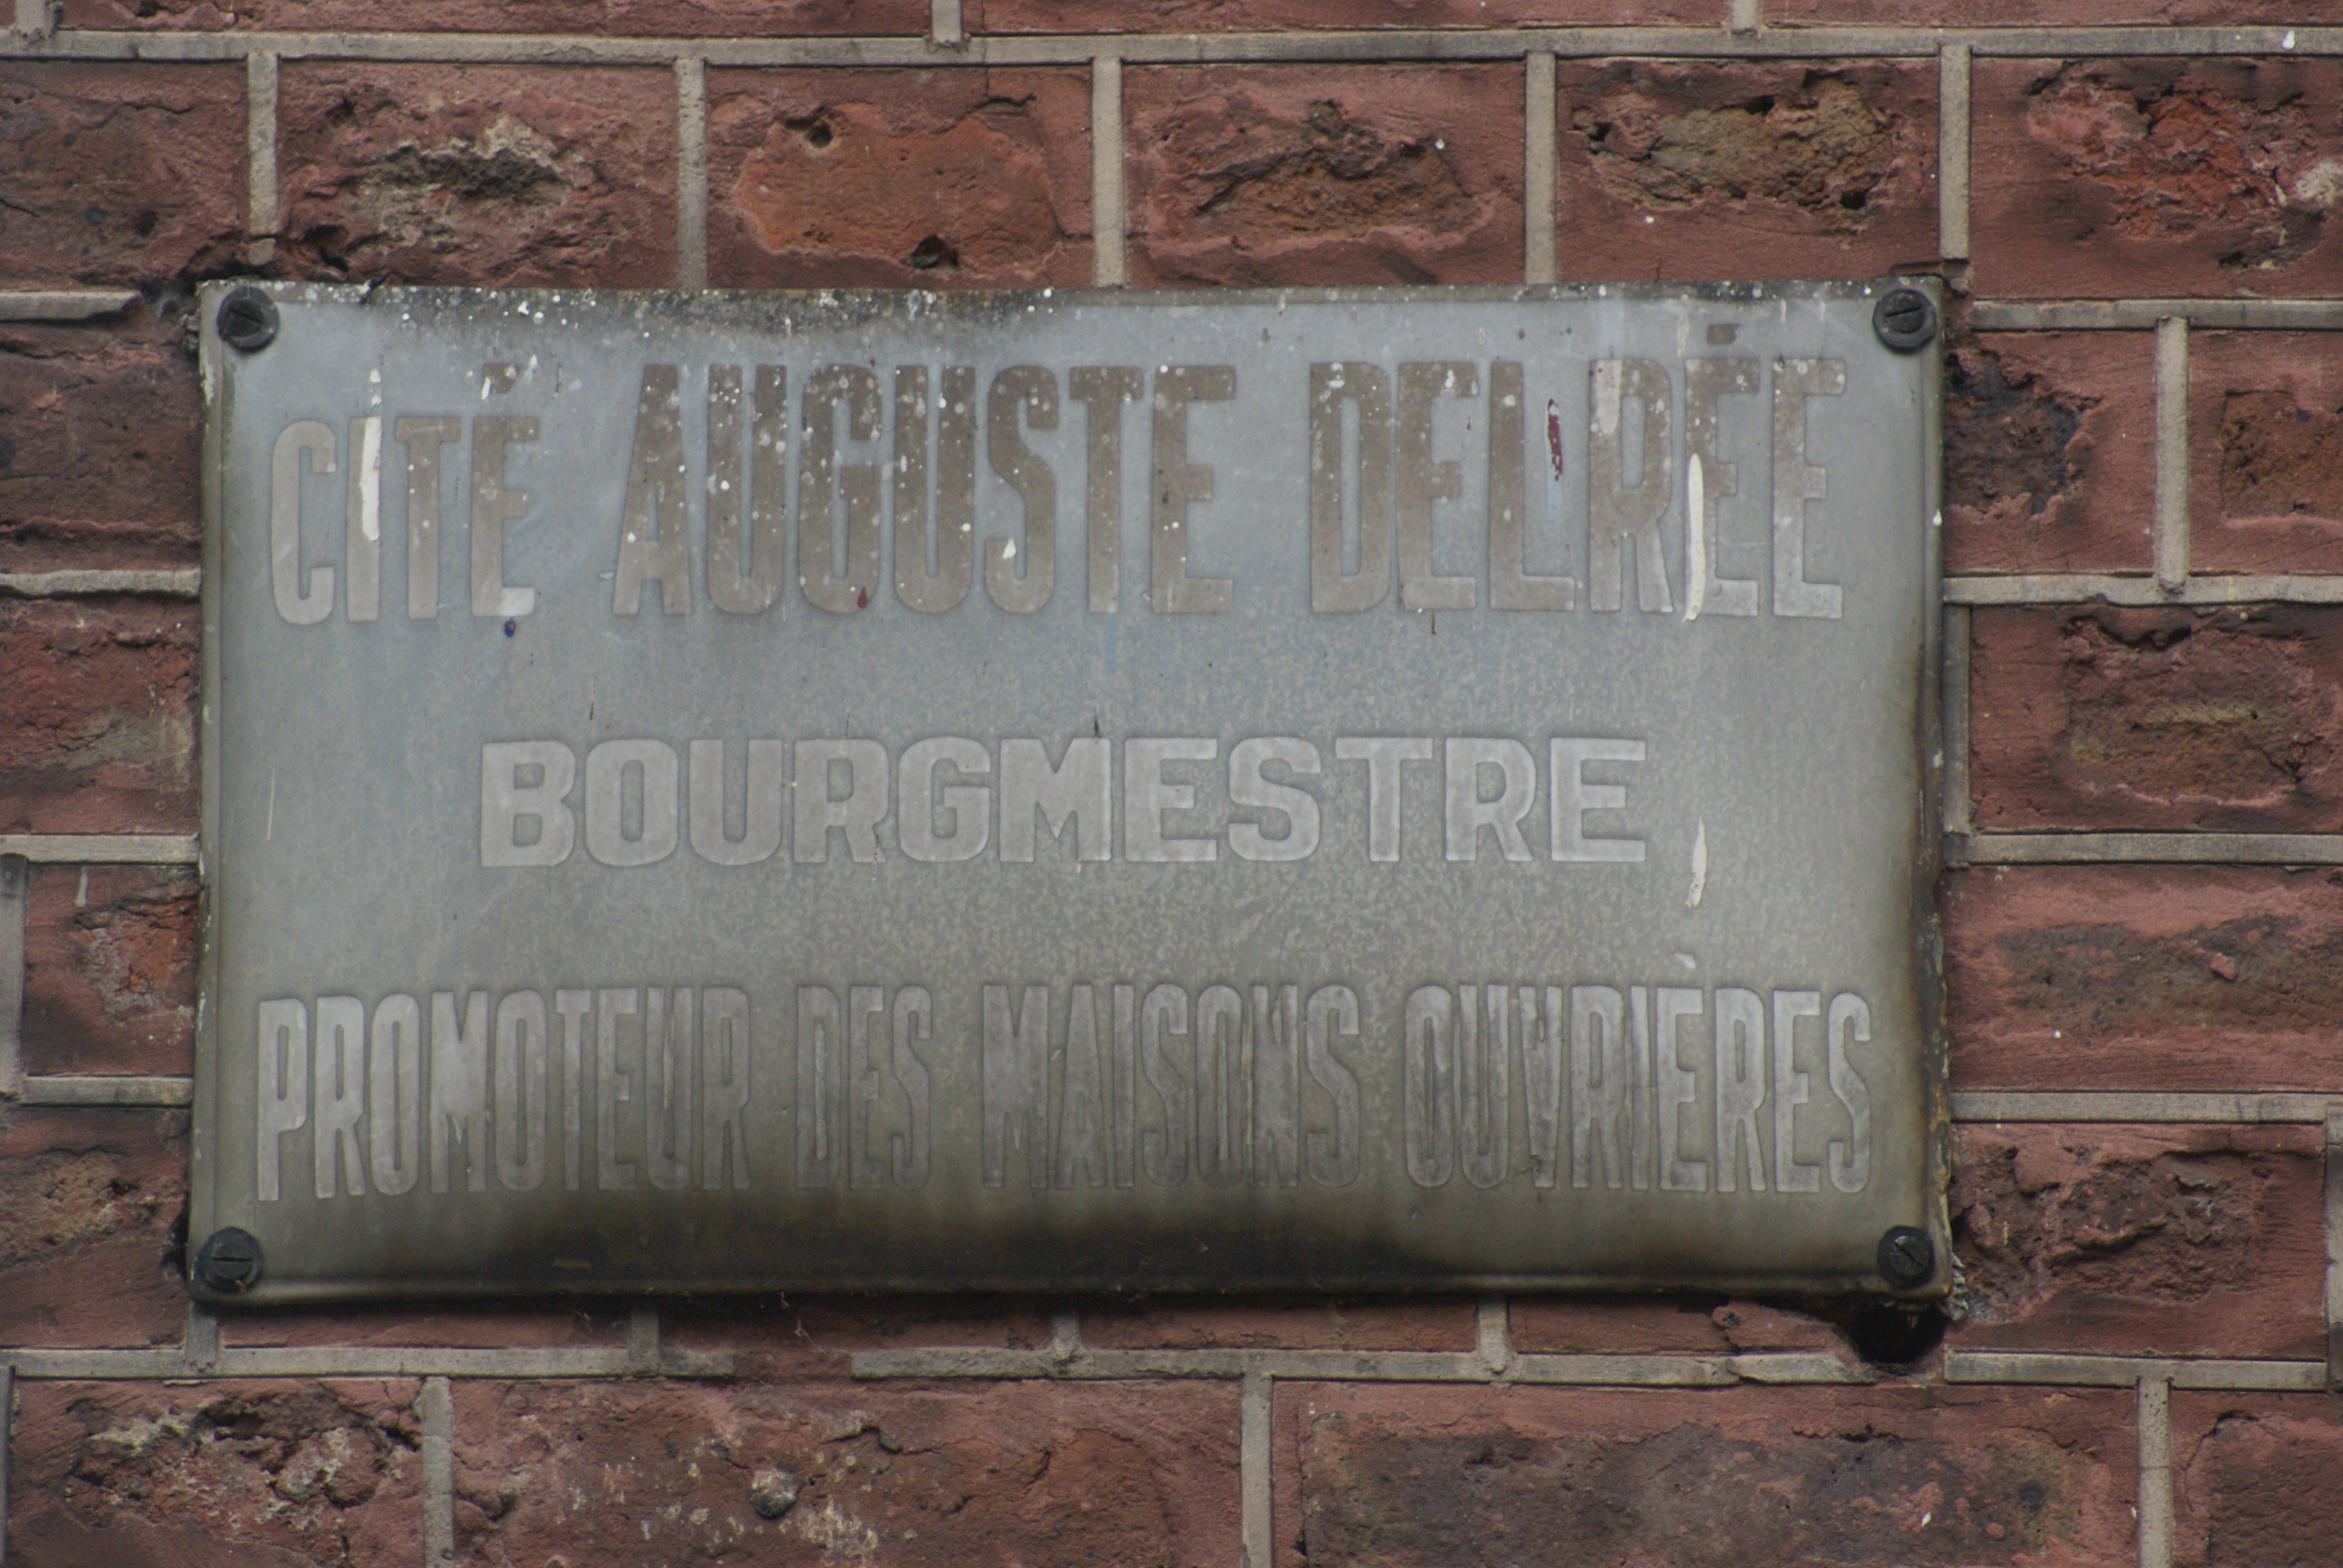 CITÉ AUGUSTE DELRÉE
BOURGMESTRE
PROMOTEUR DES MAISONS OUVRIÈRES